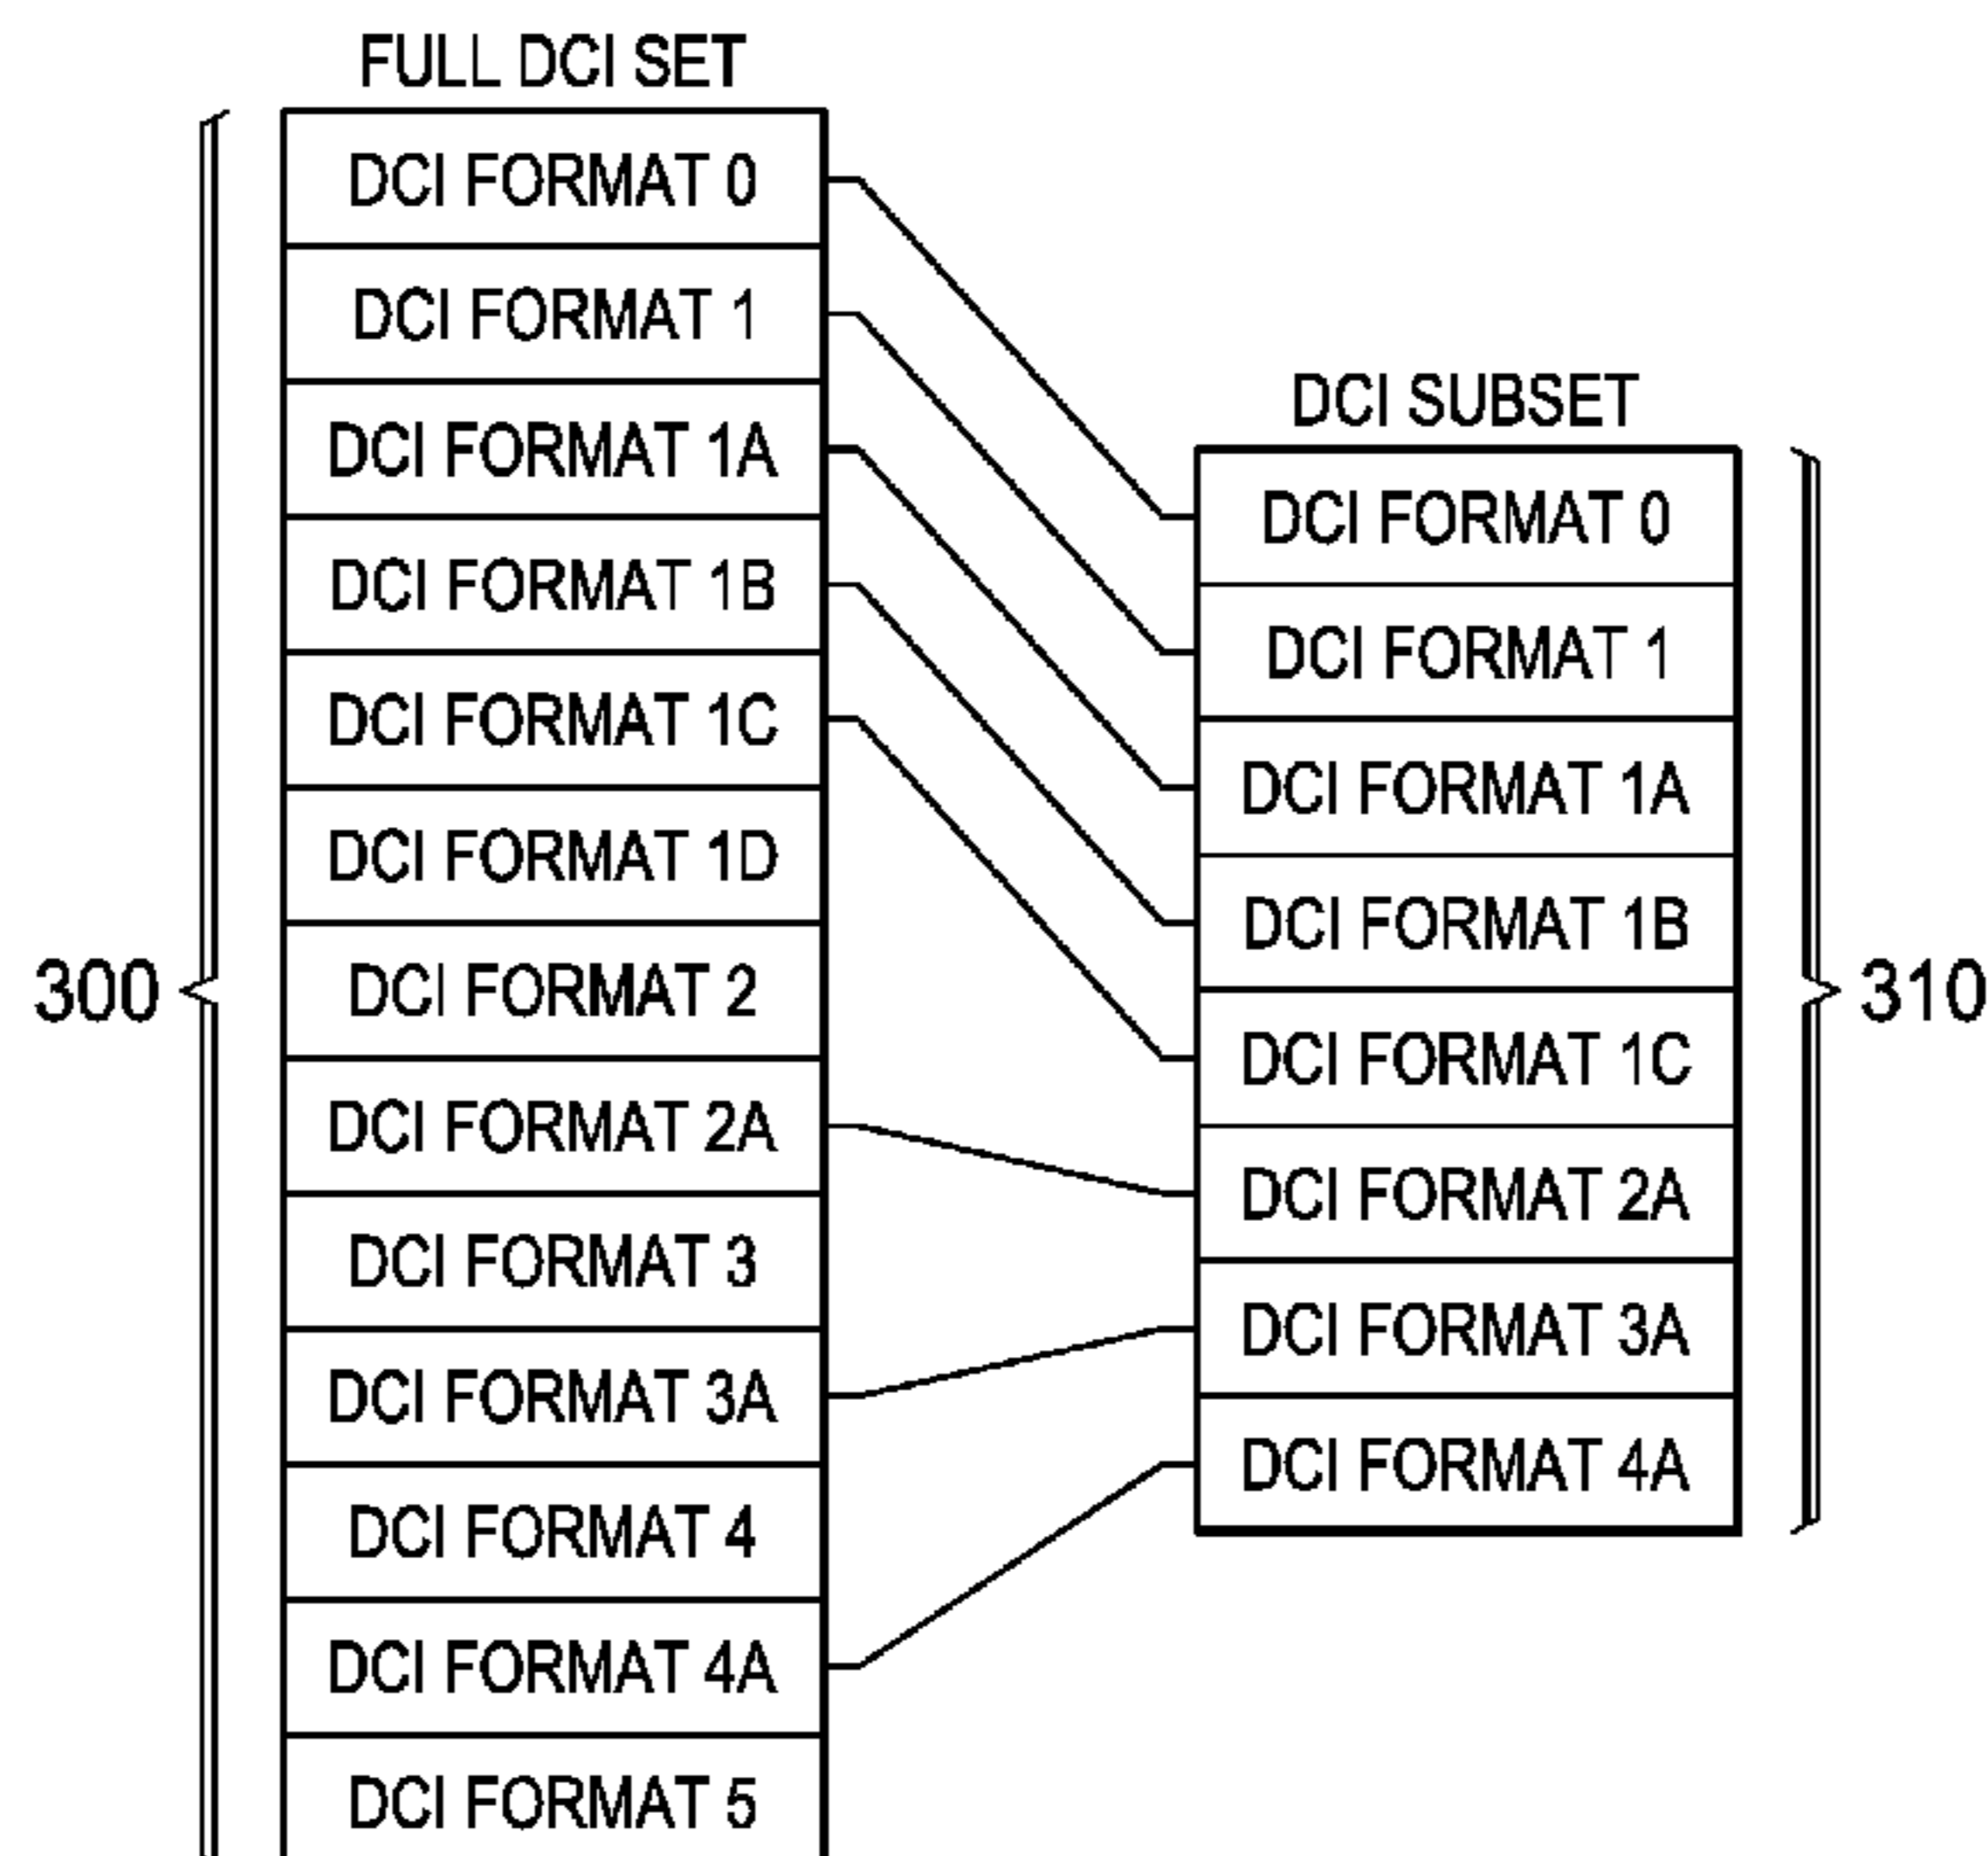 FULL DCI SET
DCI FORMAT 0
DCI FORMAT 1
DCI FORMAT 1A
DCI FORMAT 1B
DCI FORMAT 1C
DCI FORMAT 1D
DCI FORMAT 2
DCI FORMAT 2A
DCI FORMAT 3
DCI FORMAT 3A
DCI FORMAT 4
DCI FORMAT 4A
DCI FORMAT 5
300
DCI SUBSET
DCI FORMAT 0
DCI FORMAT 1
DCI FORMAT 1A
DCI FORMAT 1B
DCI FORMAT 1C
DCI FORMAT 2A
DCI FORMAT 3A
DCI FORMAT 4A
310